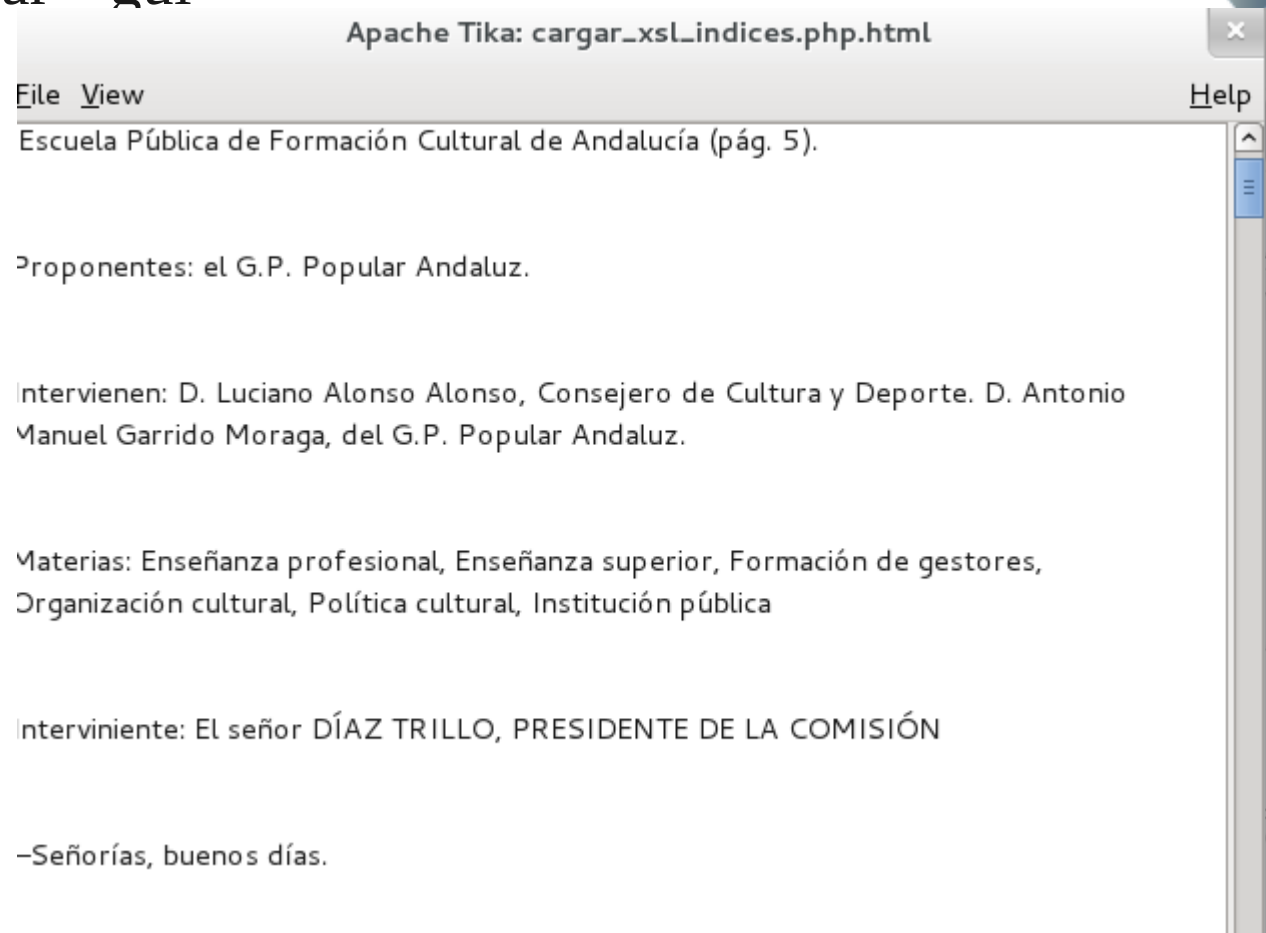 Apache Tika: cargar_xsl_indices.php.html
File View Help
Escuela Pública de Formación Cultural de Andalucía (pág. 5).
Proponentes: el G.P. Popular Andaluz.
Intervienen: D. Luciano Alonso Alonso, Consejero de Cultura y Deporte. D. Antonio
Manuel Garrido Moraga, del G.P. Popular Andaluz.
Materias: Enseñanza profesional, Enseñanza superior, Formación de gestores,
Organización cultural, Política cultural, Institución pública
Interviniente: El señor DÍAZ TRILLO, PRESIDENTE DE LA COMISIÓN
–Señorías, buenos días.